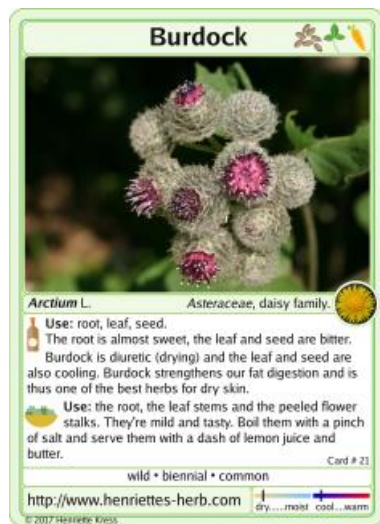 Burdock
Arctium L. Asteraceae, daisy family.
Use: root, leaf, seed.
The root is almost sweet, the leaf and seed are bitter.
Burdock is diuretic (drying) and the leaf and seed are
also cooling. Burdock strengthens our fat digestion and is
thus one of the best herbs for dry skin.
Use: the root, the leaf stems and the peeled flower
stalks. They're mild and tasty. Boil them with a pinch
of salt and serve them with a dash of lemon juice and
butter.
Card # 21
wild • biennial • common
http://www.henriettes-herb.com
dry.....moist cool...warm
© 2017 Henriette Kress